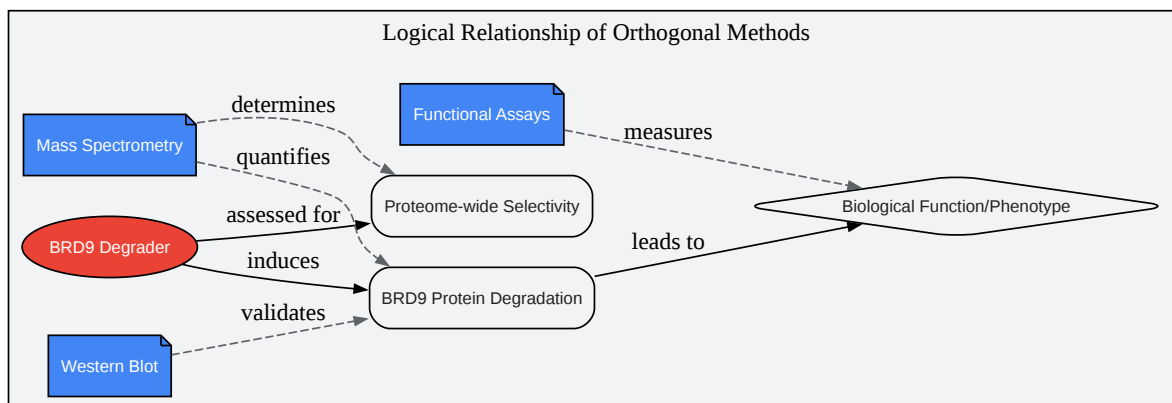 Logical Relationship of Orthogonal Methods
determines
Functional Assays
Mass Spectrometry
measures
quantifies
Proteome-wide Selectivity
Biological Function/Phenotype
assessed for
BRD9 Degrader
leads to
induces
BRD9 Protein Degradation
validates
Western Blot